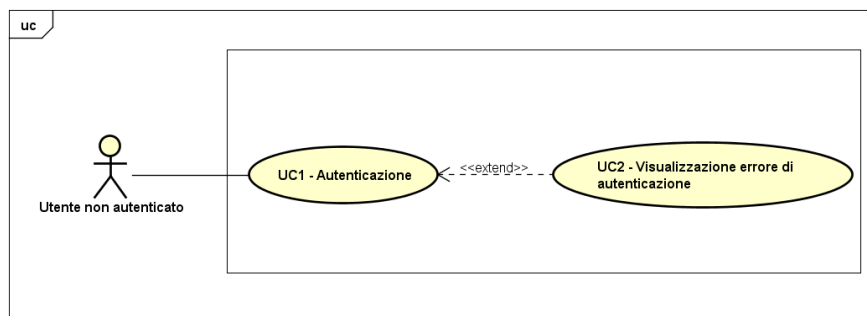 uc
UC1 - Autenticazione
<<extend>>
UC2 - Visualizzazione errore di
autenticazione
Utente non autenticato